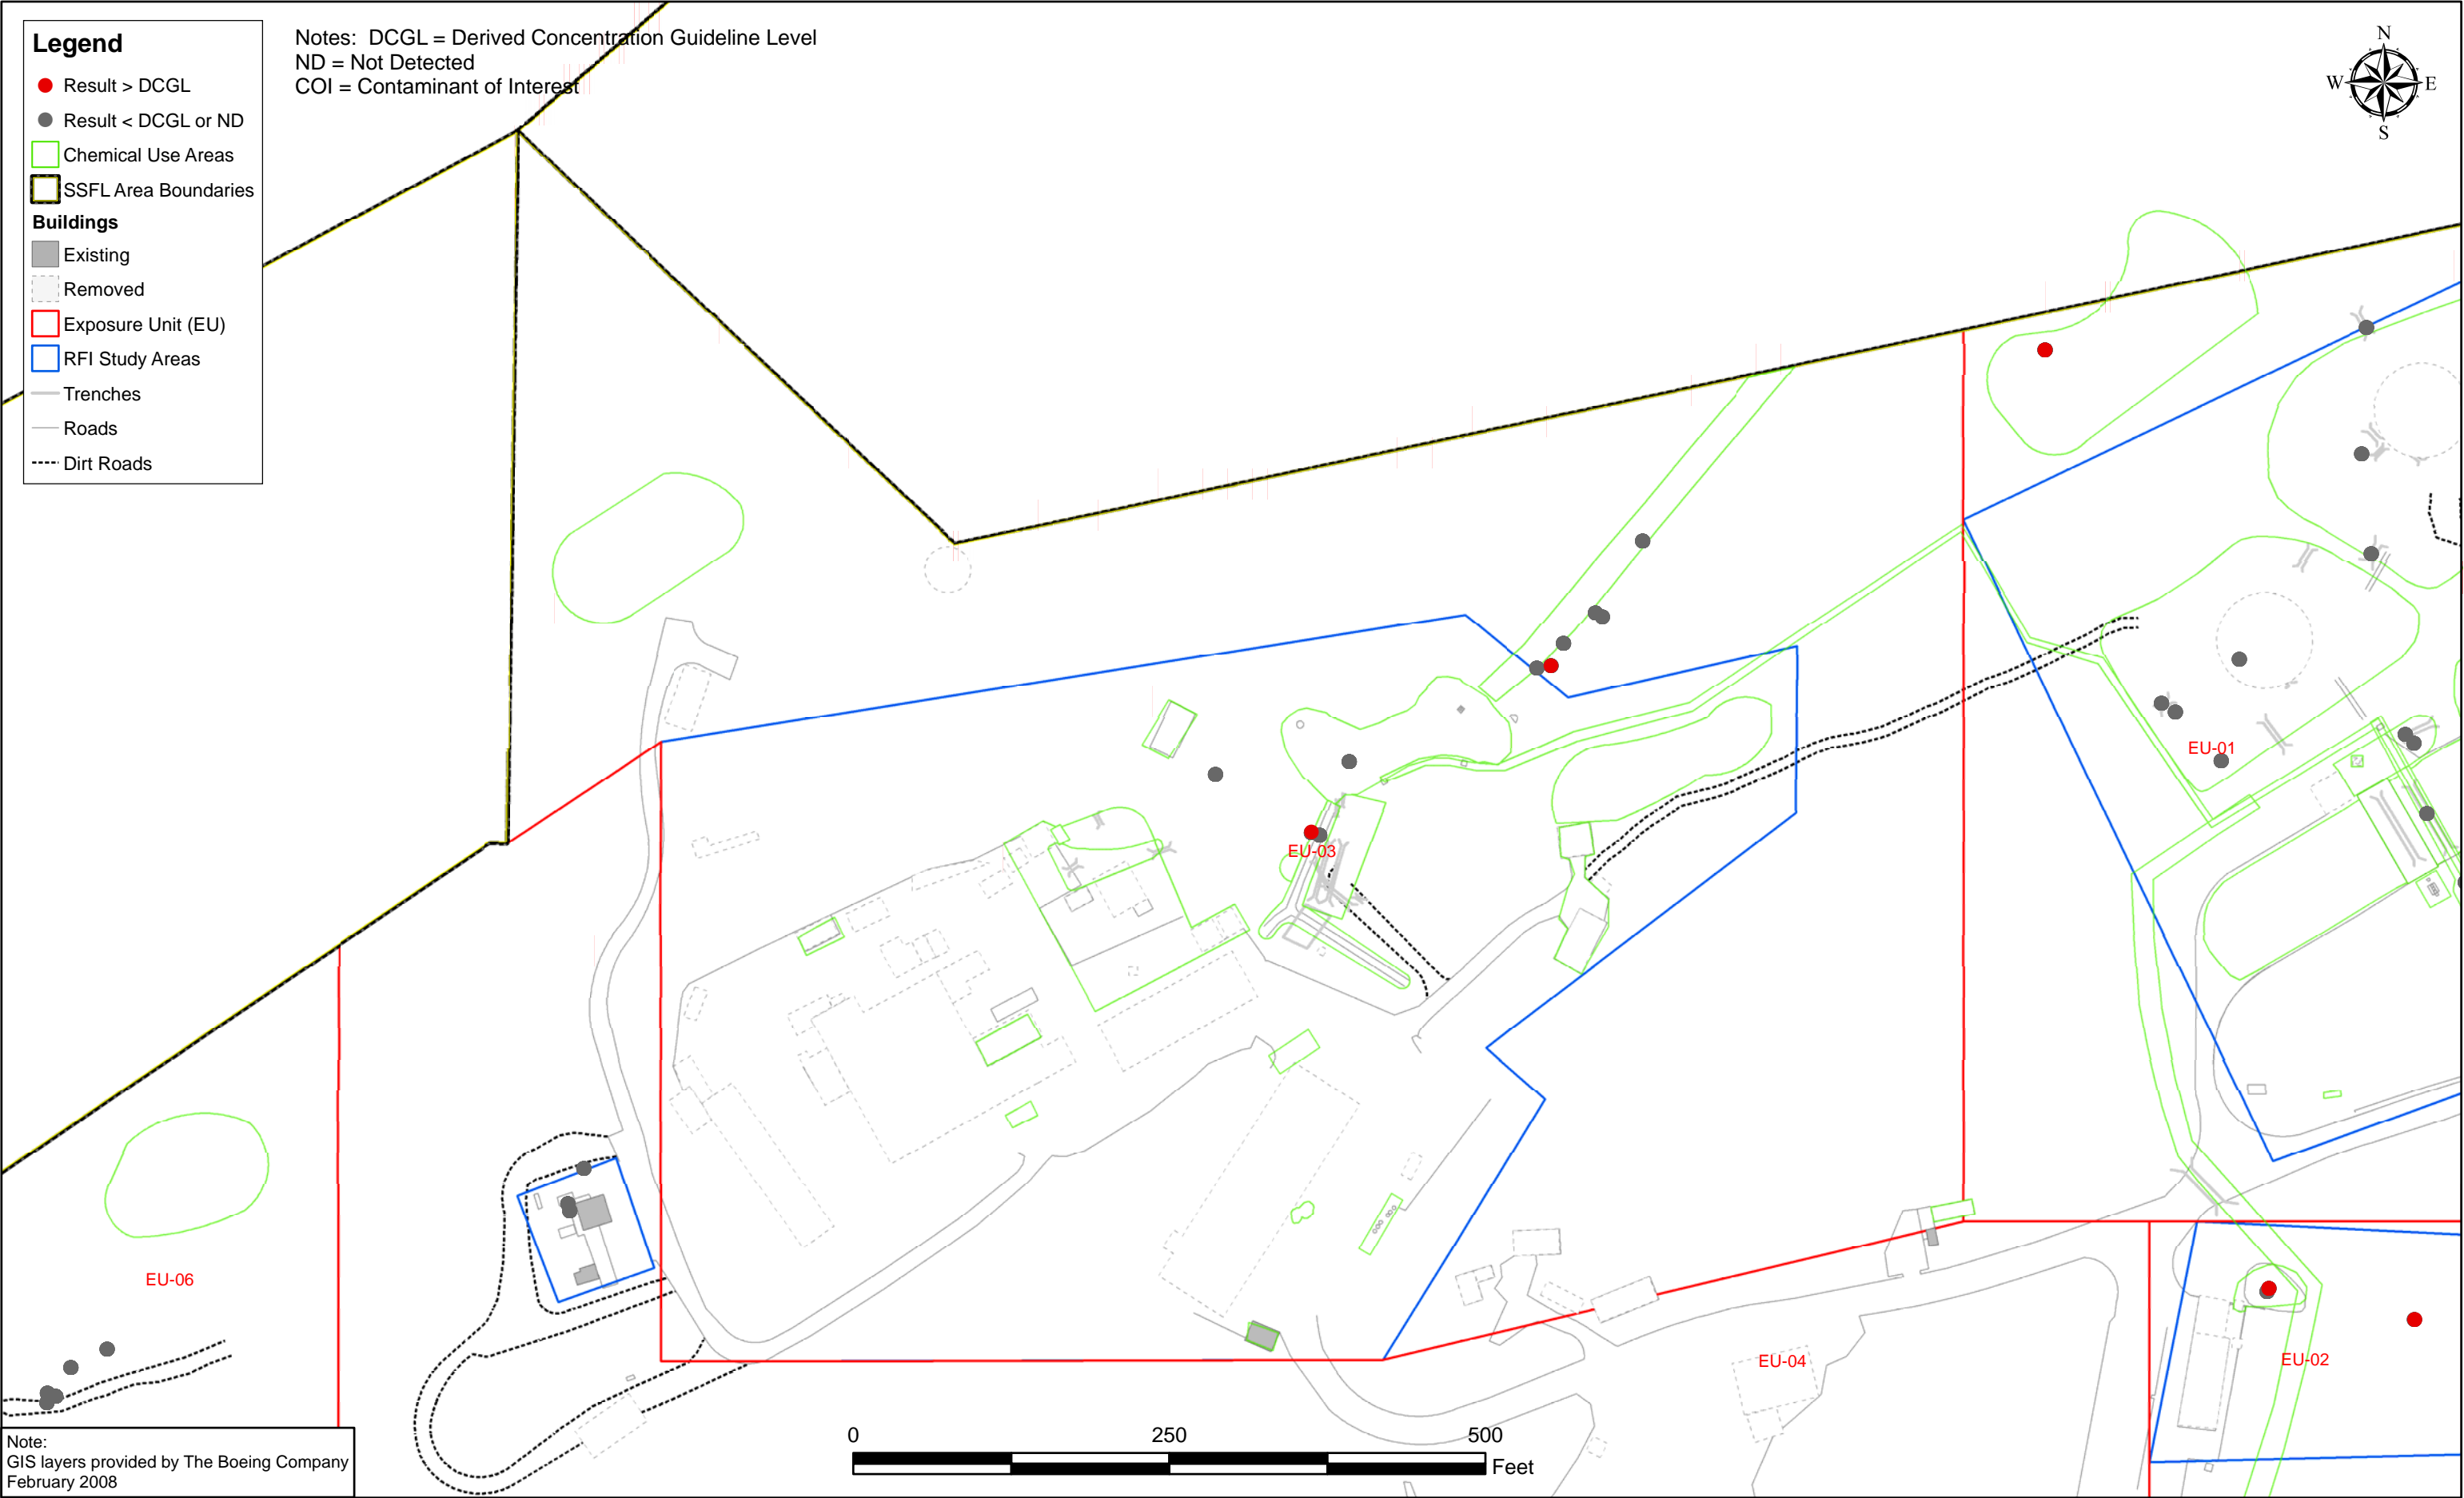 Legend
Result > DCGL
Result < DCGL or ND
Chemical Use Areas
SSFL Area Boundaries
Buildings
Existing
Removed
Exposure Unit (EU)
RFI Study Areas
Trenches
Roads
Dirt Roads
Notes: DCGL = Derived Concentration Guideline Level
ND = Not Detected
COI = Contaminant of Interest
N
W E
S
EU-01
EU-03
EU-06
EU-04
EU-02
0 250 500
Feet
Note:
GIS layers provided by The Boeing Company
February 2008